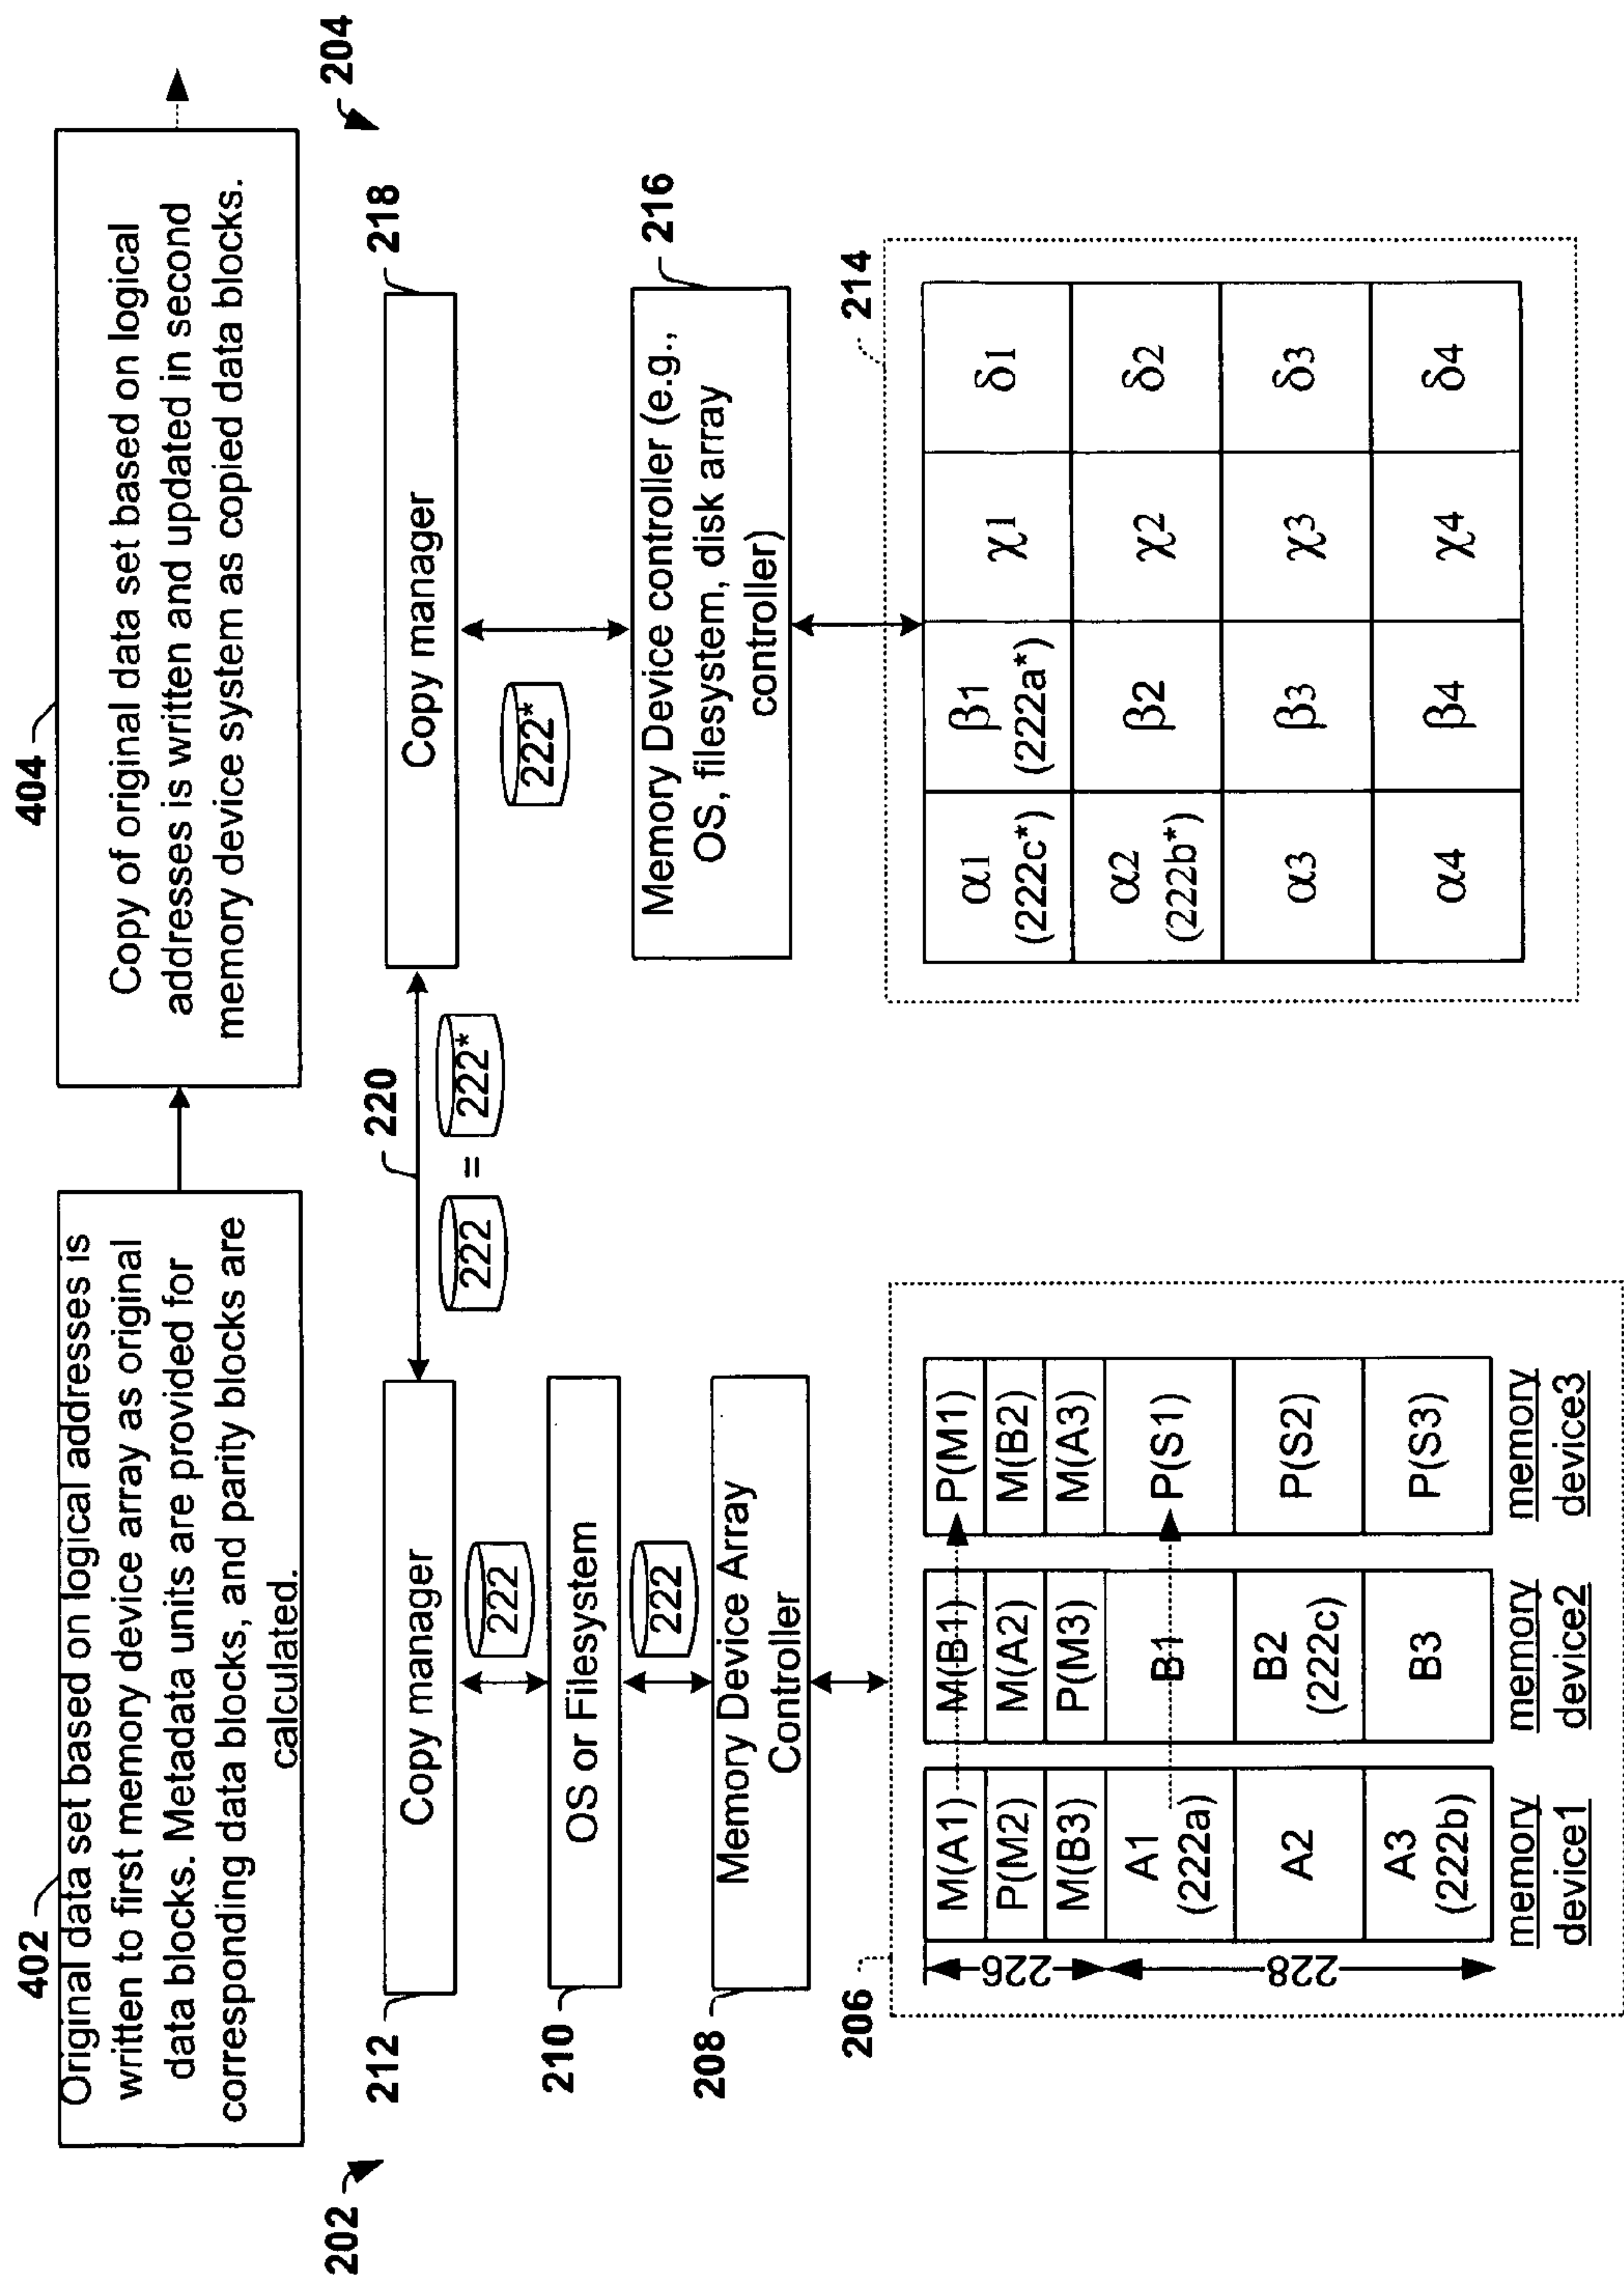 402
Original data set based on logical addresses is
written to first memory device array as original
data blocks. Metadata units are provided for
corresponding data blocks, and parity blocks are
calculated.
404
Copy of original data set based on logical
addresses is written and updated in second
memory device system as copied data blocks.
202
204
212
Copy manager
220
222 = 222*
218
Copy manager
222
222*
210
OS or Filesystem
222
216
Memory Device controller (e.g.,
OS, filesystem, disk array
controller)
208
Memory Device Array
Controller
206
226
228
M(A1) M(B1) P(M1)
P(M2) M(A2) M(B2)
M(B3) P(M3) M(A3)
A1 B1 P(S1)
(222a)
A2 B2 P(S2)
(222c)
A3 B3 P(S3)
(222b)
memory memory memory
device1 device2 device3
214
α1 β1 χ1 δ1
(222c*) (222a*)
α2 β2 χ2 δ2
(222b*)
α3 β3 χ3 δ3
α4 β4 χ4 δ4